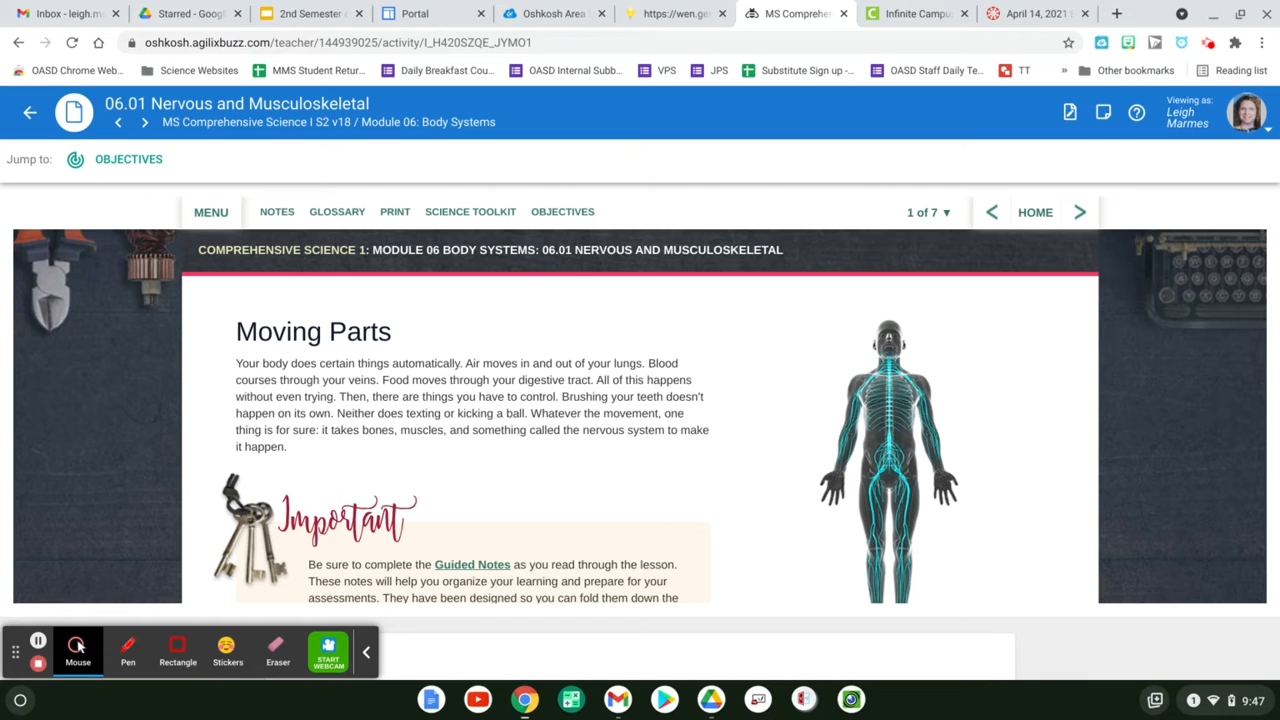 Inbox - leigh.m
Starred - Googl
2nd Semester
Portal
Oshkosh Area
https://wen.ge
MS Comprehe
Infinite Campu
April 14, 2021
oshkosh.agilixbuzz.com/teacher/144939025/activity/I_H420SZQE_JYMO1
OASD Chrome Web...
Science Websites
MMS Student Retur...
Daily Breakfast Cou...
OASD Internal Subb...
VPS
JPS
Substitute Sign up -...
OASD Staff Daily Te...
TT
»
Other bookmarks
Reading list
06.01 Nervous and Musculoskeletal
MS Comprehensive Science I S2 v18 / Module 06: Body Systems
Viewing as:
Leigh
Marmes
Jump to: OBJECTIVES
MENU NOTES GLOSSARY PRINT SCIENCE TOOLKIT OBJECTIVES 1 of 7 ▼ < HOME >
COMPREHENSIVE SCIENCE 1: MODULE 06 BODY SYSTEMS: 06.01 NERVOUS AND MUSCULOSKELETAL
Moving Parts
Your body does certain things automatically. Air moves in and out of your lungs. Blood
courses through your veins. Food moves through your digestive tract. All of this happens
without even trying. Then, there are things you have to control. Brushing your teeth doesn't
happen on its own. Neither does texting or kicking a ball. Whatever the movement, one
thing is for sure: it takes bones, muscles, and something called the nervous system to make
it happen.
Important
Be sure to complete the Guided Notes as you read through the lesson.
These notes will help you organize your learning and prepare for your
assessments. They have been designed so you can fold them down the
Mouse
Pen
Rectangle
Stickers
Eraser
START
WEBCAM
1
9:47